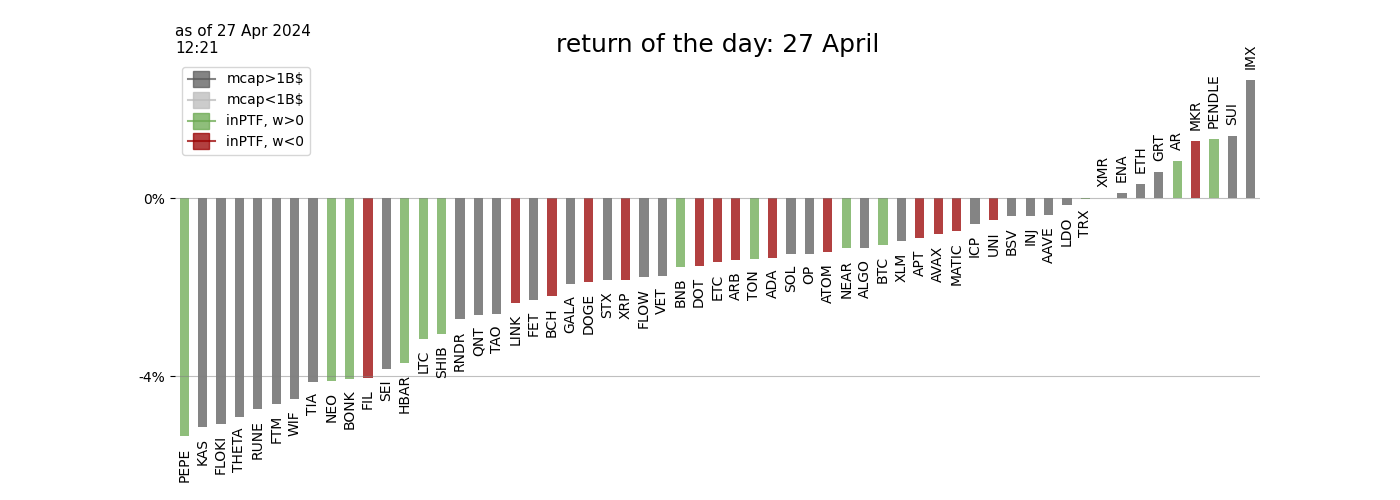 as of 27 Apr 2024
12:21
return of the day: 27 April
mcap>1B$
mcap<1B$
inPTF, w>0
inPTF, w<0
0%
-4%
PEPE
KAS
FLOKI
THETA
RUNE
FTM
WIF
TIA
NEO
BONK
FIL
SEI
HBAR
LTC
SHIB
RNDR
QNT
TAO
LINK
FET
BCH
GALA
DOGE
STX
XRP
FLOW
VET
BNB
DOT
ETC
ARB
TON
ADA
SOL
OP
ATOM
NEAR
ALGO
BTC
XLM
APT
AVAX
MATIC
ICP
UNI
BSV
INJ
AAVE
LDO
TRX
XMR
ENA
ETH
GRT
AR
MKR
PENDLE
SUI
IMX